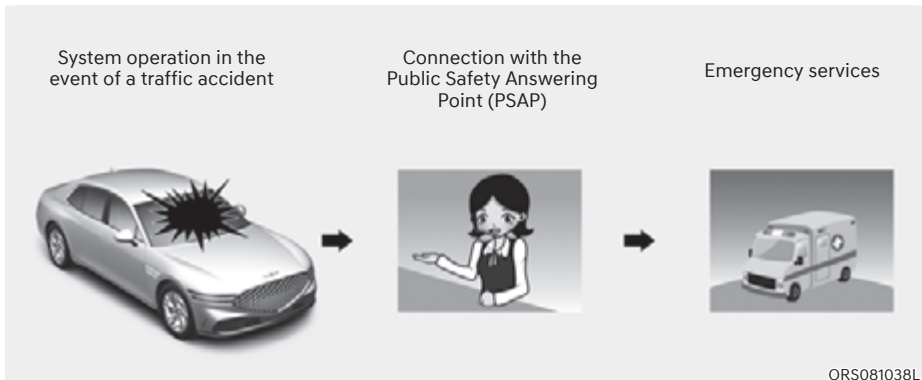 System operation in the
event of a traffic accident
Connection with the
Public Safety Answering
Point (PSAP)
Emergency services
ORS081038L